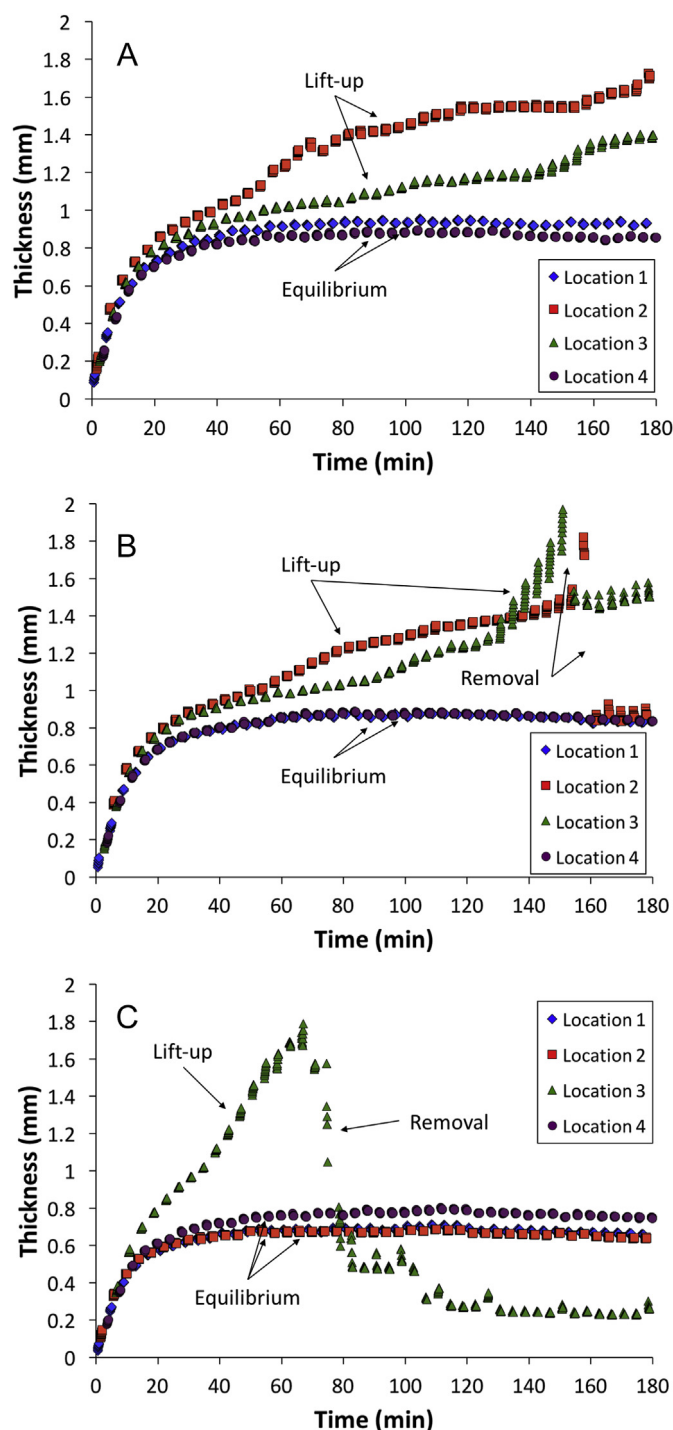 A
2
1.8
1.6
1.4
1.2
1
0.8
0.6
0.4
0.2
0
Thickness (mm)
Lift-up
Equilibrium
Location 1
Location 2
Location 3
Location 4
0 20 40 60 80 100 120 140 160 180
Time (min)
B
2
1.8
1.6
1.4
1.2
1
0.8
0.6
0.4
0.2
0
Thickness (mm)
Lift-up
Removal
Equilibrium
Location 1
Location 2
Location 3
Location 4
0 20 40 60 80 100 120 140 160 180
Time (min)
C
2
1.8
1.6
1.4
1.2
1
0.8
0.6
0.4
0.2
0
Thickness (mm)
Lift-up
Removal
Equilibrium
Location 1
Location 2
Location 3
Location 4
0 20 40 60 80 100 120 140 160 180
Time (min)